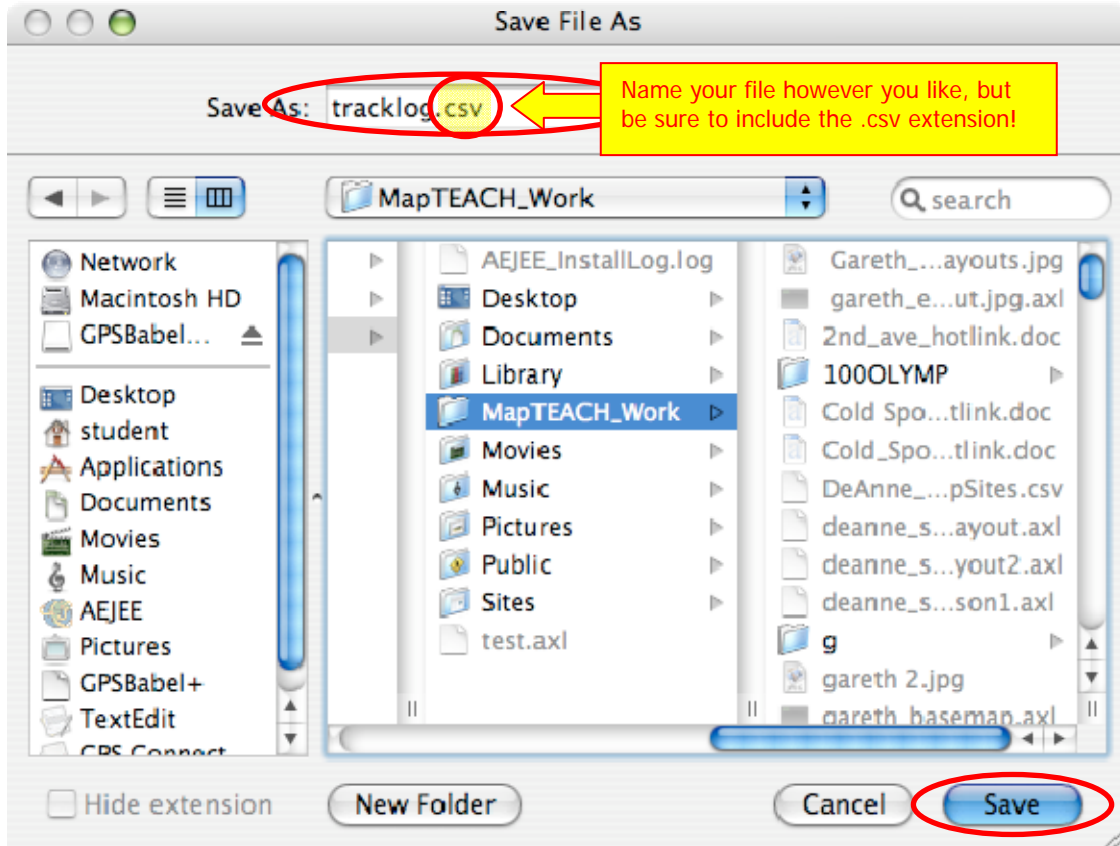 Save File As
Save As:
tracklog.csv
Name your file however you like, but
be sure to include the .csv extension!
MapTEACH_Work
search
Network
Macintosh HD
GPSBabel...
Desktop
student
Applications
Documents
Movies
Music
AEJEE
Pictures
GPSBabel+
TextEdit
GPS Connect
AEJEE_InstallLog.log
Desktop
Documents
Library
MapTEACH_Work
Movies
Music
Pictures
Public
Sites
test.axl
Gareth_...ayouts.jpg
gareth_e...ut.jpg.axl
2nd_ave_hotlink.doc
100OLYMP
Cold Spo...tlink.doc
Cold_Spo...tlink.doc
DeAnne_...pSites.csv
deanne_s...ayout.axl
deanne_s...yout2.axl
deanne_s...son1.axl
g
gareth 2.jpg
gareth_basemap.axl
Hide extension
New Folder
Cancel
Save